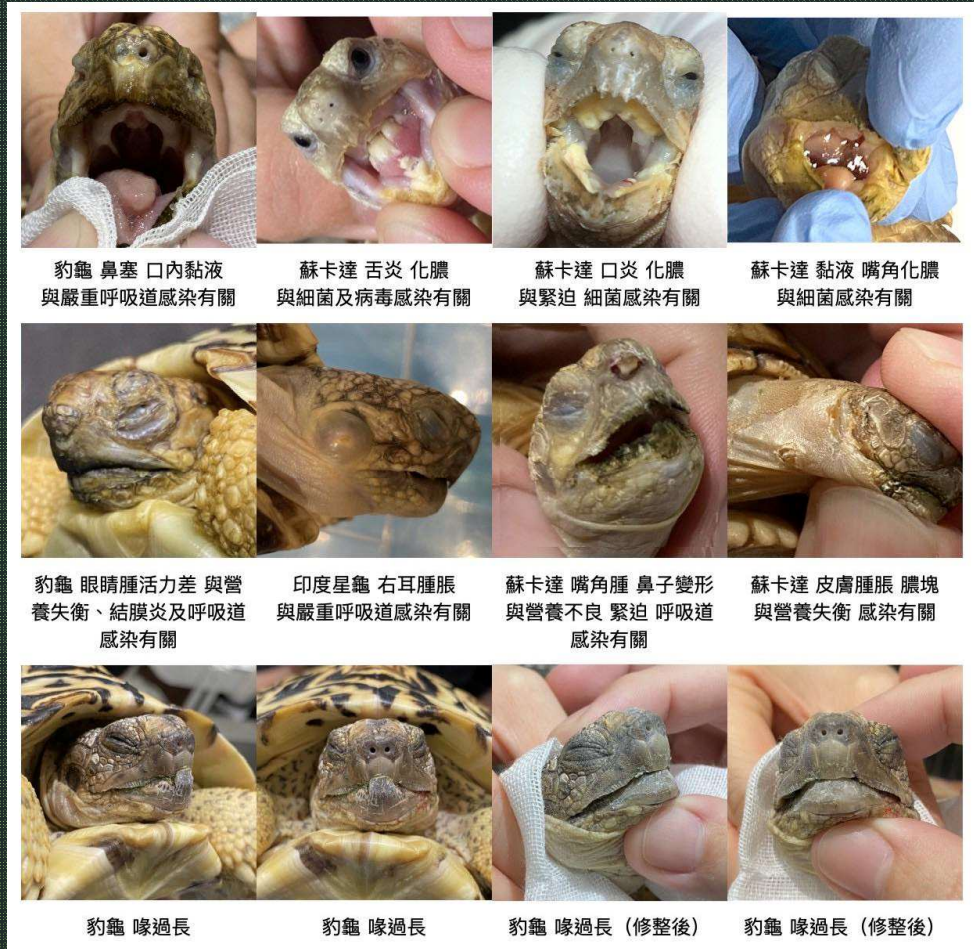 豹龜 鼻塞 口內黏液
與嚴重呼吸道感染有關
蘇卡達 舌炎 化膿
與細菌及病毒感染有關
蘇卡達 口炎 化膿
與緊迫 細菌感染有關
蘇卡達 黏液 嘴角化膿
與細菌感染有關
豹龜 眼睛腫活力差 與營
養失衡、結膜炎及呼吸道
感染有關
印度星龜 右耳腫脹
與嚴重呼吸道感染有關
蘇卡達 嘴角腫 鼻子變形
與營養不良 緊迫 呼吸道
感染有關
蘇卡達 皮膚腫脹 膿塊
與營養失衡 感染有關
豹龜 喙過長
豹龜 喙過長
豹龜 喙過長（修整後）
豹龜 喙過長（修整後）